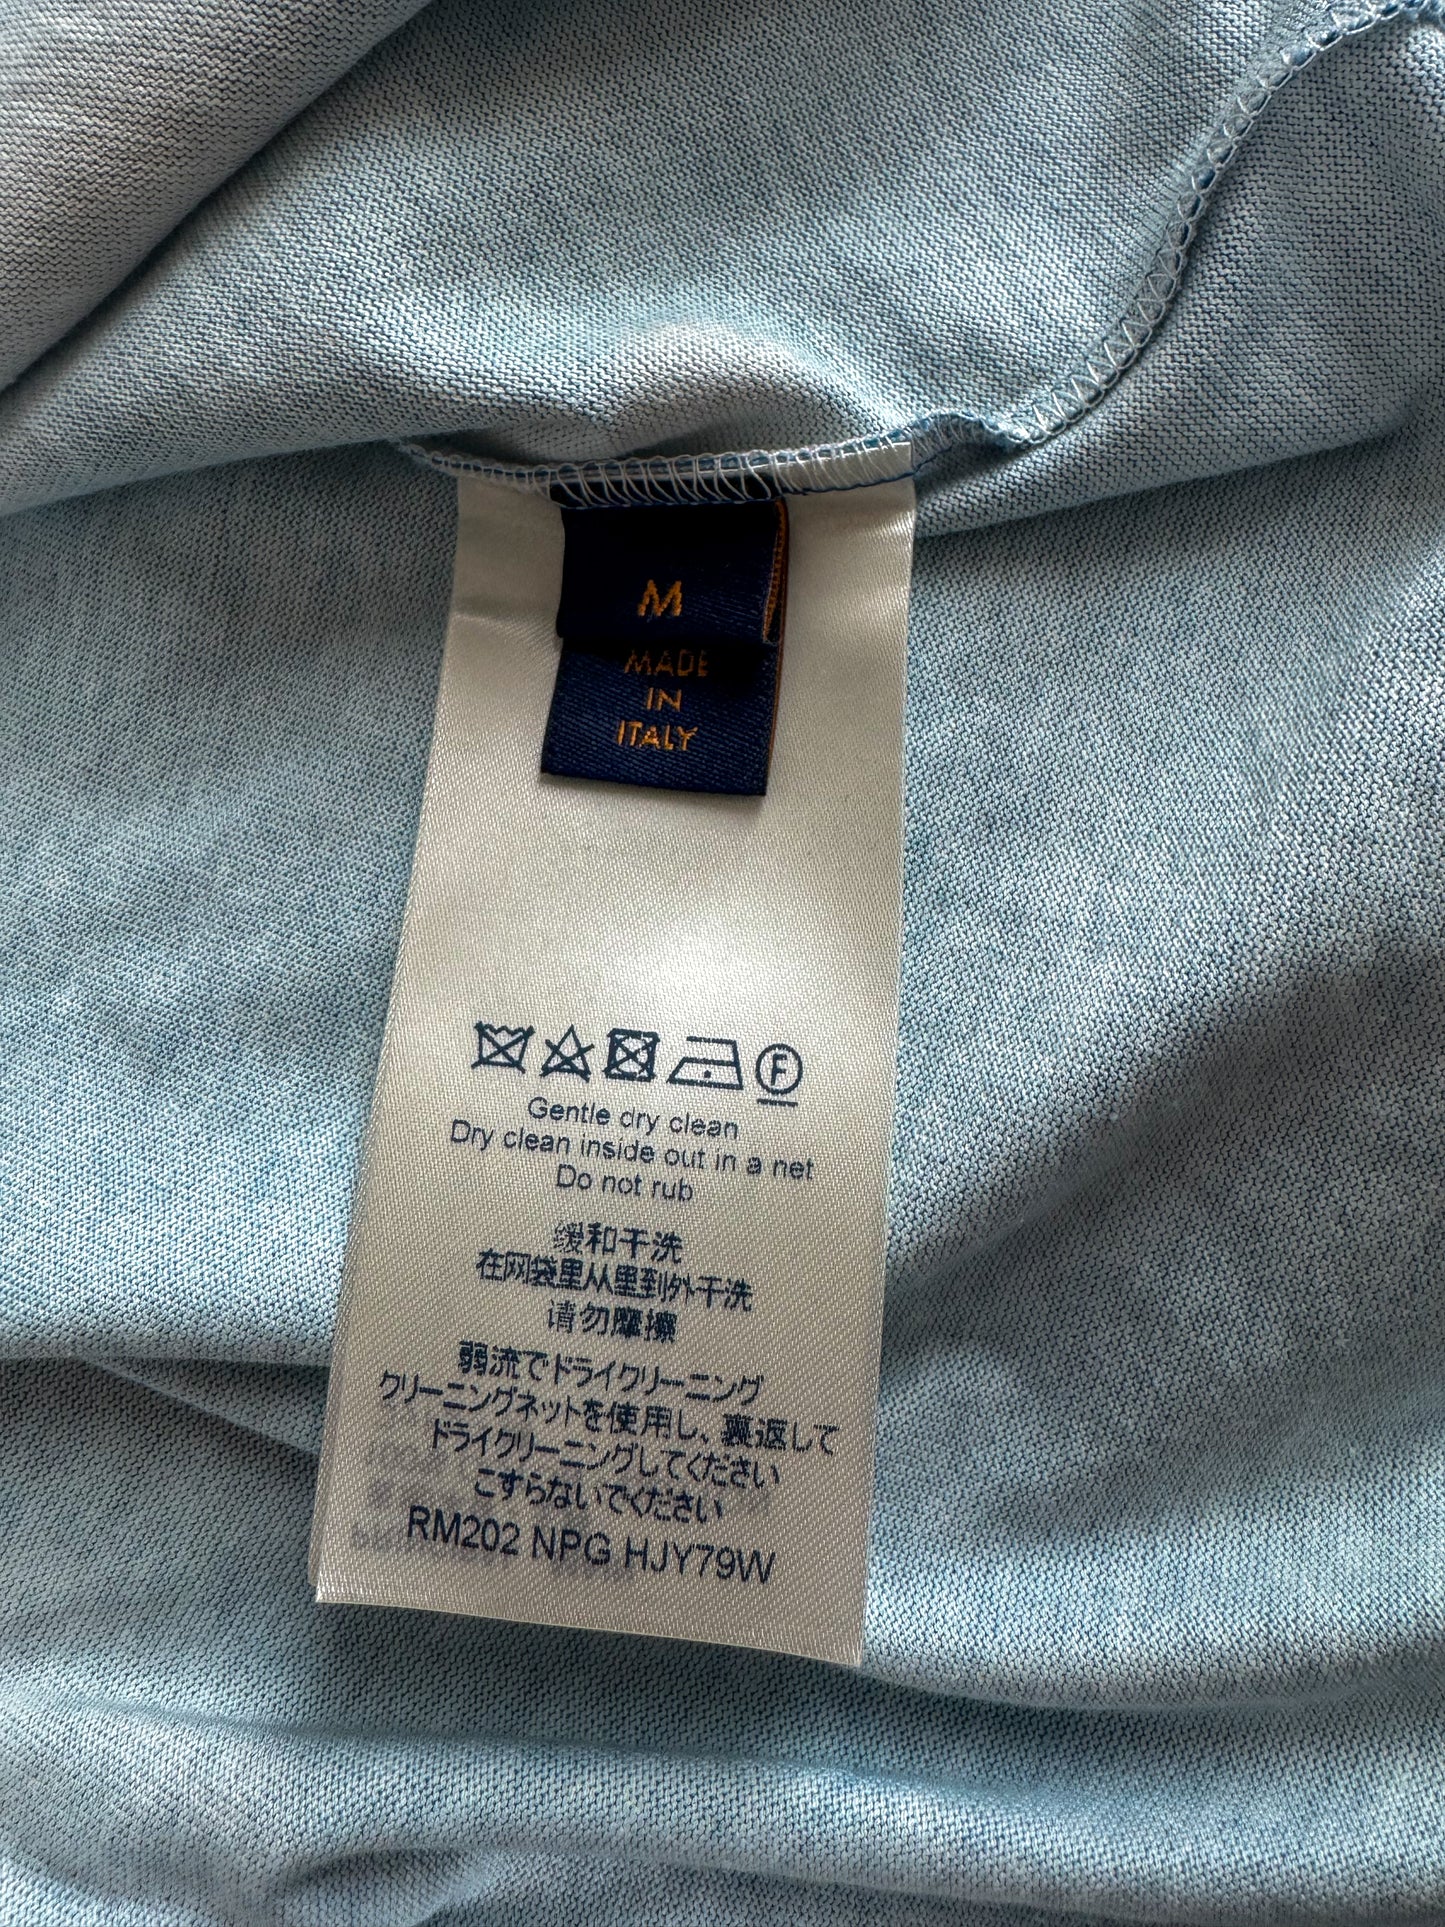 M
MADE
IN
ITALY
F
Gentle dry clean
Dry clean inside out in a net
Do not rub
缓和干洗
在网袋里从里到外干洗
请勿摩擦
弱流でドライクリーニング
クリーニングネットを使用し、裏返して
ドライクリーニングしてください
こすらないでください
RM202 NPG HJY79W